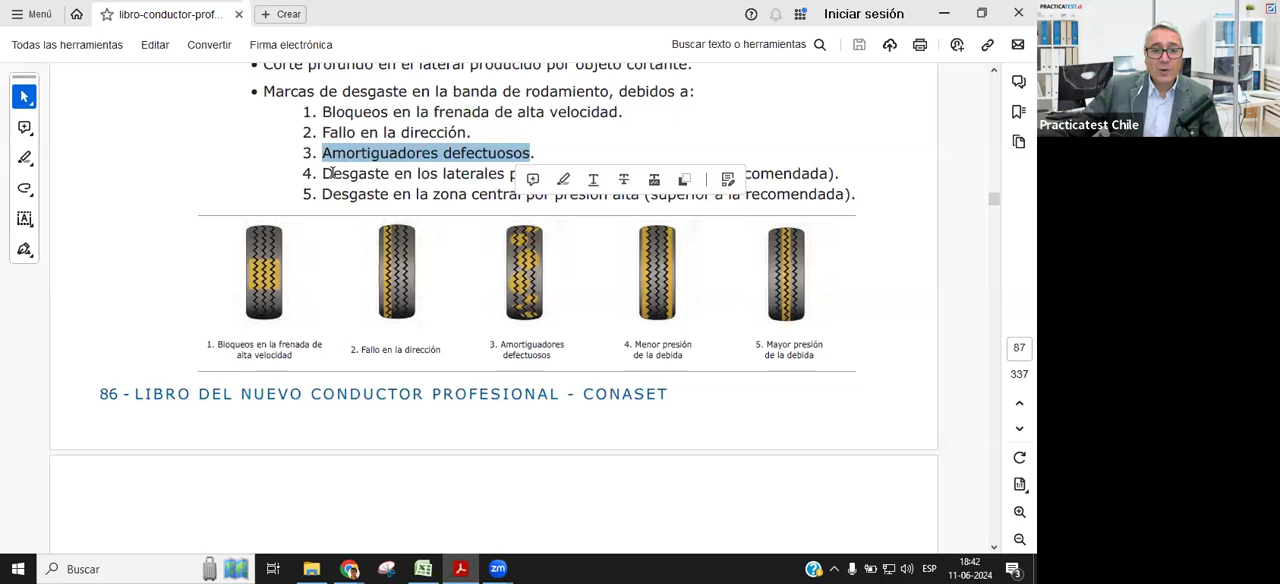 Menú
libro-conductor-prof...
Crear
Iniciar sesión
PRACTICATEST.cl
Todas las herramientas
Editar
Convertir
Firma electrónica
Buscar texto o herramientas
• Corte profundo en el lateral producido por objeto cortante.
• Marcas de desgaste en la banda de rodamiento, debidos a:
1. Bloqueos en la frenada de alta velocidad.
2. Fallo en la dirección.
3. Amortiguadores defectuosos.
4. Desgaste en los laterales p comendada).
5. Desgaste en la zona central por presión alta (superior a la recomendada).
1. Bloqueos en la frenada de
alta velocidad
2. Fallo en la dirección
3. Amortiguadores
defectuosos
4. Menor presión
de la debida
5. Mayor presión
de la debida
86 - LIBRO DEL NUEVO CONDUCTOR PROFESIONAL - CONASET
87
337
Practicatest Chile
Buscar
zm
ESP
18:42
11-06-2024
3